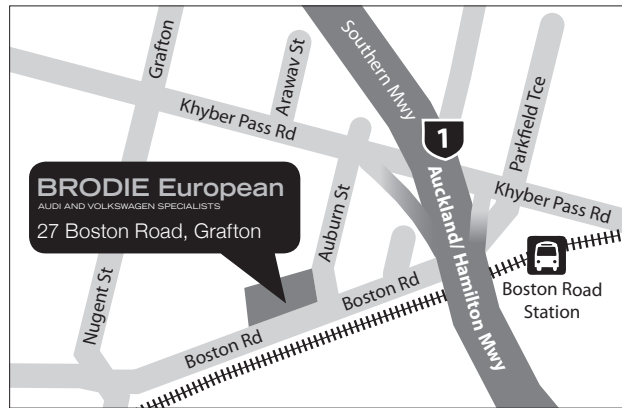 Grafton
Arawav St
Southern Mwy
Parkfield Tce
Khyber Pass Rd
1
BRODIE European
AUDI AND VOLKSWAGEN SPECIALISTS
27 Boston Road, Grafton
Auburn St
Auckland/ Hamilton Mwy
Khyber Pass Rd
Nugent St
Boston Rd
Boston Road
Station
Boston Rd